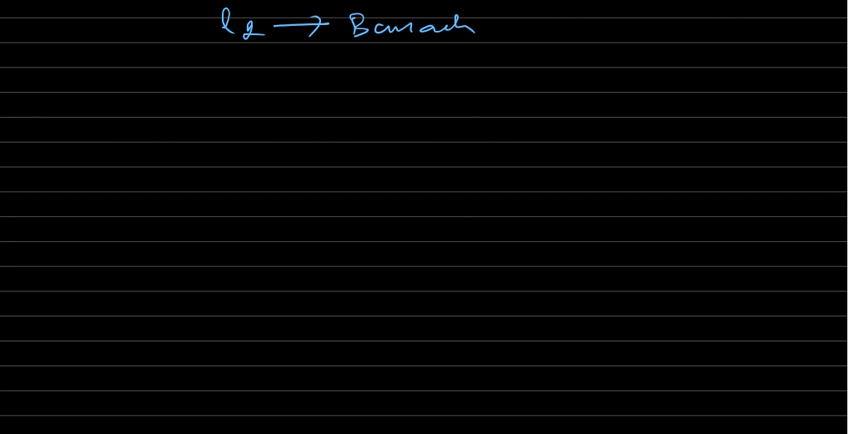 l₂ → Banach